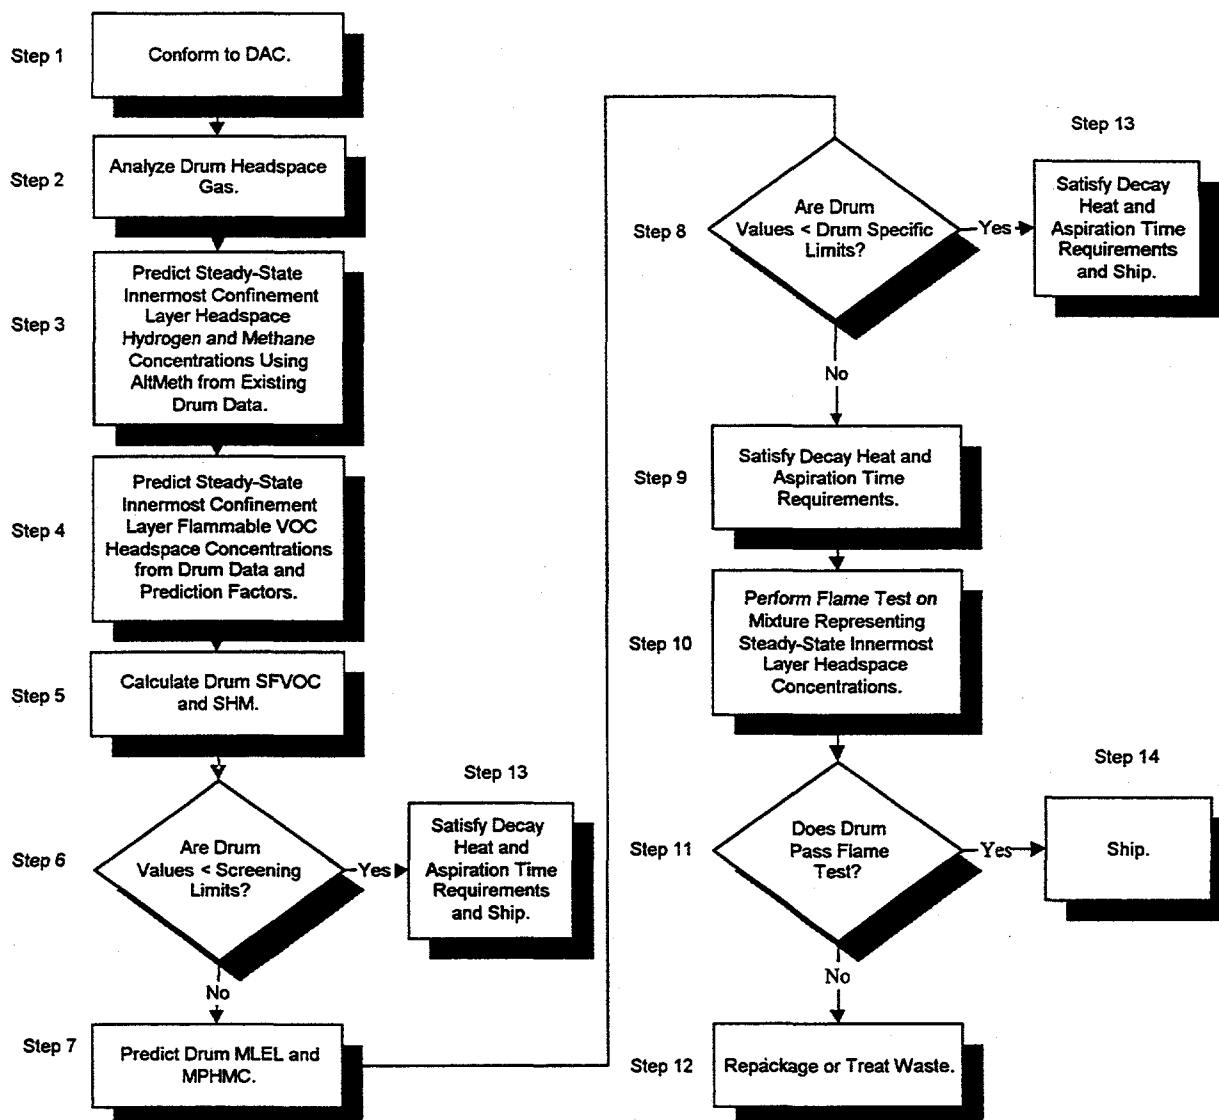 Step 1
Conform to DAC.
Step 2
Analyze Drum Headspace
Gas.
Step 3
Predict Steady-State
Innermost Confinement
Layer Headspace
Hydrogen and Methane
Concentrations Using
AltMeth from Existing
Drum Data.
Step 4
Predict Steady-State
Innermost Confinement
Layer Flammable VOC
Headspace Concentrations
from Drum Data and
Prediction Factors.
Step 5
Calculate Drum SFVOC
and SHM.
Step 6
Are Drum
Values < Screening
Limits?
Yes
Step 13
Satisfy Decay
Heat and
Aspiration Time
Requirements
and Ship.
No
Step 7
Predict Drum MLEL and
MPHMC.
Step 8
Are Drum
Values < Drum Specific
Limits?
Yes
Step 13
Satisfy Decay
Heat and
Aspiration Time
Requirements
and Ship.
No
Step 9
Satisfy Decay Heat and
Aspiration Time
Requirements.
Step 10
Perform Flame Test on
Mixture Representing
Steady-State Innermost
Layer Headspace
Concentrations.
Step 11
Does Drum
Pass Flame
Test?
Yes
Step 14
Ship.
No
Step 12
Repackage or Treat Waste.